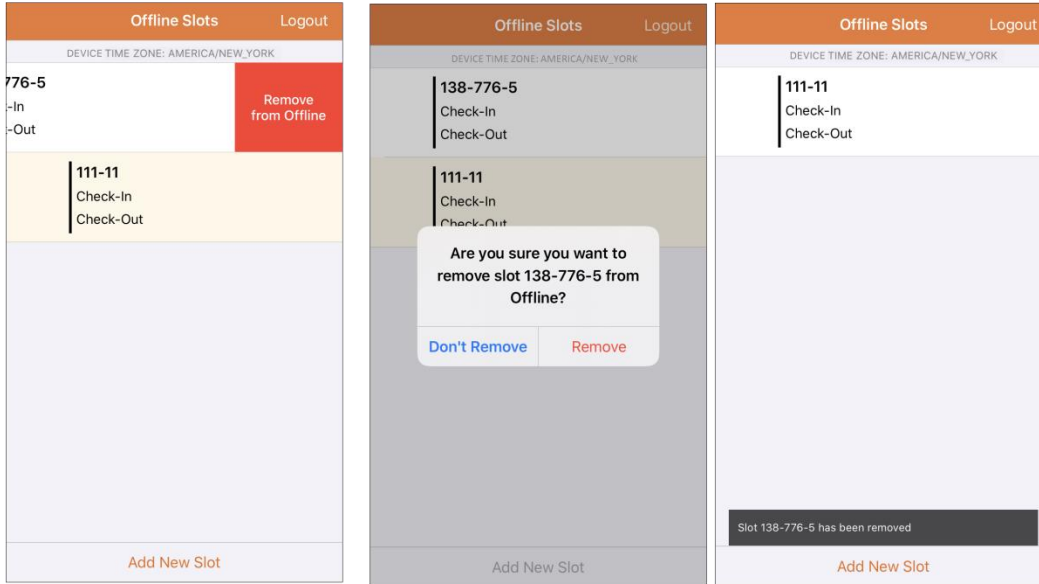 Offline Slots Logout
DEVICE TIME ZONE: AMERICA/NEW_YORK
776-5
-In
-Out
Remove
from Offline
111-11
Check-In
Check-Out
Add New Slot
Offline Slots Logout
DEVICE TIME ZONE: AMERICA/NEW_YORK
138-776-5
Check-In
Check-Out
111-11
Check-In
Check-Out
Are you sure you want to
remove slot 138-776-5 from
Offline?
Don't Remove Remove
Add New Slot
Offline Slots Logout
DEVICE TIME ZONE: AMERICA/NEW_YORK
111-11
Check-In
Check-Out
Slot 138-776-5 has been removed
Add New Slot